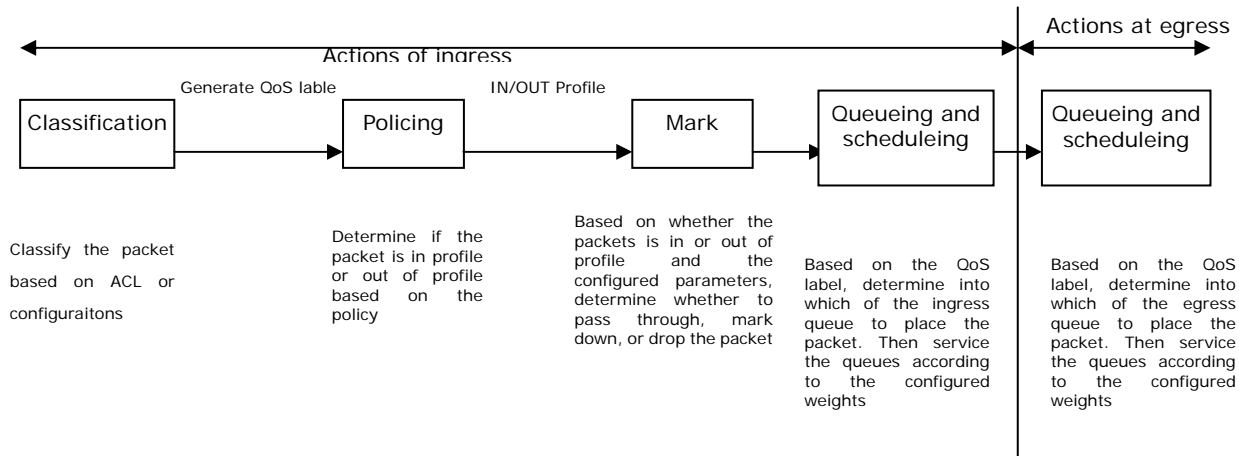 Actions at egress
Actions of ingress
Generate QoS lable
IN/OUT Profile
Classification
Policing
Mark
Queueing and
scheduleing
Queueing and
scheduleing
Classify the packet
based on ACL or
configuraitons
Determine if the
packet is in profile
or out of profile
based on the
policy
Based on whether the
packets is in or out of
profile and the
configured parameters,
determine whether to
pass through, mark
down, or drop the packet
Based on the QoS
label, determine into
which of the ingress
queue to place the
packet. Then service
the queues according
to the configured
weights
Based on the QoS
label, determine into
which of the egress
queue to place the
packet. Then service
the queues according
to the configured
weights